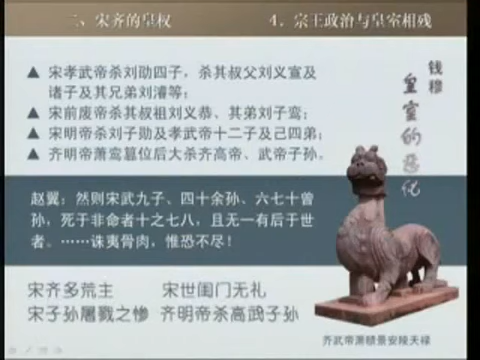 二、宋齐的皇权
4．宗王政治与皇室相残
▲ 宋孝武帝杀刘劭四子，杀其叔父刘义宣及
诸子及其兄弟刘濬等；
▲ 宋前废帝杀其叔祖刘义恭、其弟刘子鸾；
▲ 宋明帝杀刘子勋及孝武帝十二子及己四弟；
▲ 齐明帝萧鸾篡位后大杀齐高帝、武帝子孙。
钱穆
皇室的恶化
赵翼：然则宋武九子、四十余孙、六七十曾
孙，死于非命者十之七八，且无一有后于世
者。……诛夷骨肉，惟恐不尽！
宋齐多荒主 宋世闺门无礼
宋子孙屠戮之惨 齐明帝杀高武子孙
齐武帝萧赜景安陵天禄